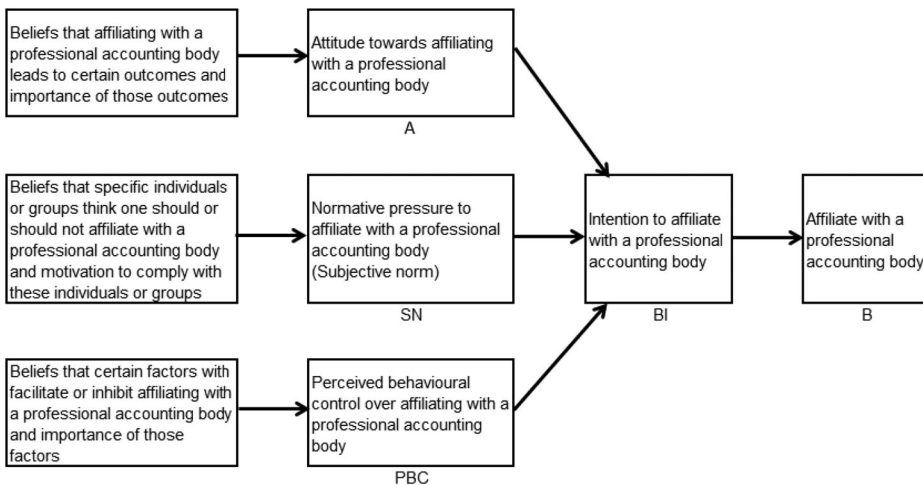 Beliefs that affiliating with a
professional accounting body
leads to certain outcomes and
importance of those outcomes
Attitude towards affiliating
with a professional
accounting body
A
Beliefs that specific individuals
or groups think one should or
should not affiliate with a
professional accounting body
and motivation to comply with
these individuals or groups
Normative pressure to
affiliate with a professional
accounting body
(Subjective norm)
SN
Intention to affiliate
with a professional
accounting body
BI
Affiliate with a
professional
accounting body
B
Beliefs that certain factors with
facilitate or inhibit affiliating with
a professional accounting body
and importance of those
factors
Perceived behavioural
control over affiliating with a
professional accounting
body
PBC